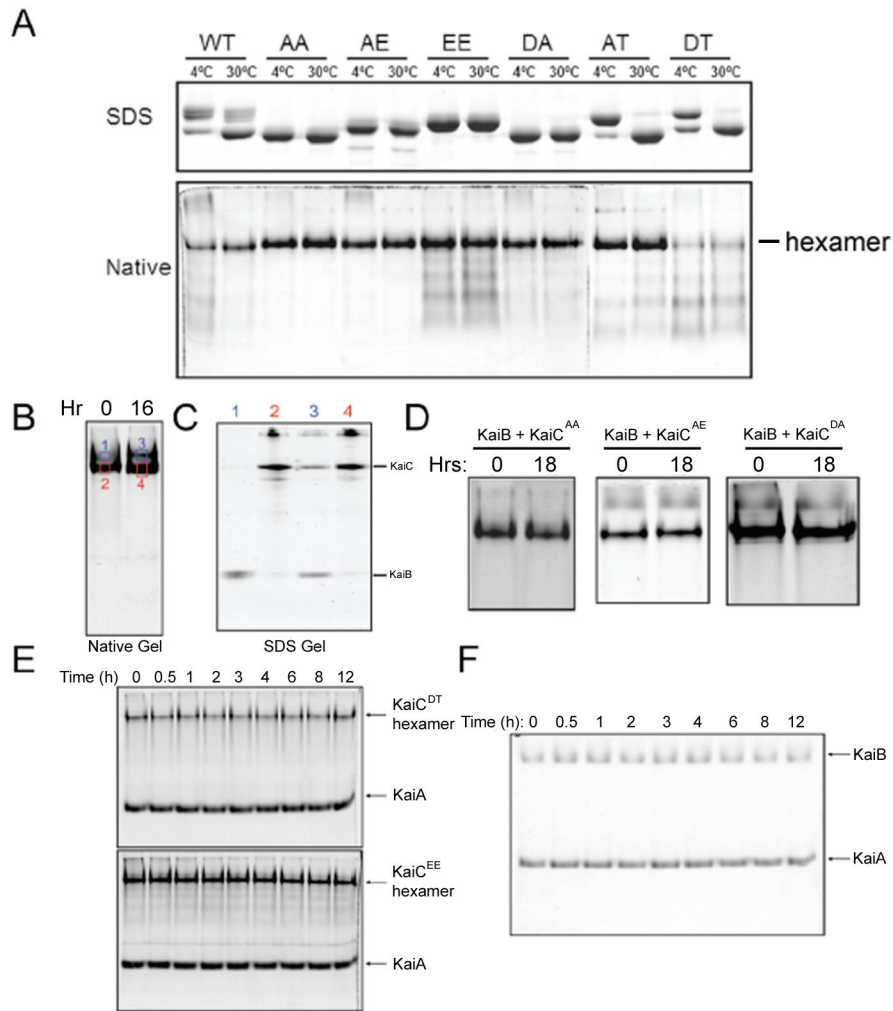 A
WT AA AE EE DA AT DT
4ºC 30ºC 4ºC 30ºC 4ºC 30ºC 4ºC 30ºC 4ºC 30ºC 4ºC 30ºC 4ºC 30ºC
SDS
Native
hexamer
B
Hr 0 16
1 3
2 4
Native Gel
C
1 2 3 4
KaiC
KaiB
SDS Gel
D
KaiB + KaiC^AA KaiB + KaiC^AE KaiB + KaiC^DA
Hrs: 0 18 0 18 0 18
E
Time (h) 0 0.5 1 2 3 4 6 8 12
KaiC^DT
hexamer
KaiA
KaiC^EE
hexamer
KaiA
F
Time (h): 0 0.5 1 2 3 4 6 8 12
KaiB
KaiA